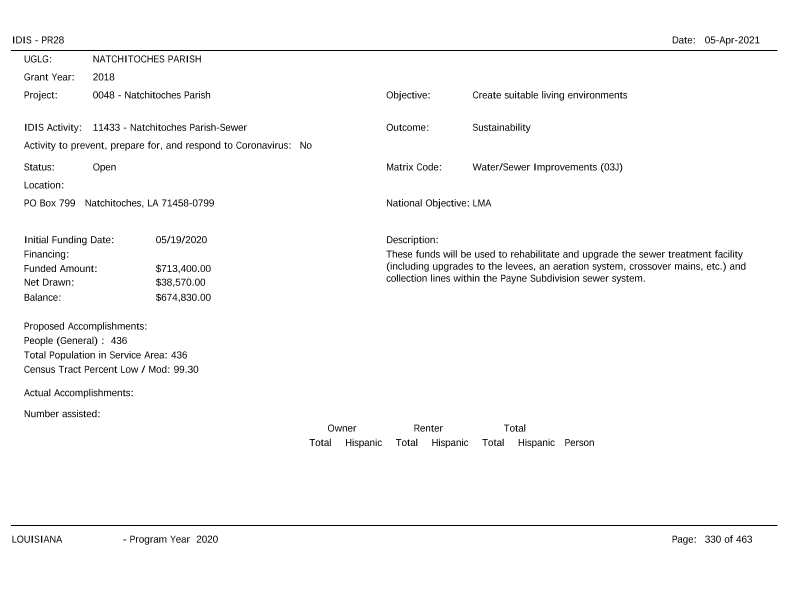 IDIS - PR28 Date: 05-Apr-2021
UGLG: NATCHITOCHES PARISH
Grant Year: 2018
Project: 0048 - Natchitoches Parish Objective: Create suitable living environments
IDIS Activity: 11433 - Natchitoches Parish-Sewer Outcome: Sustainability
Activity to prevent, prepare for, and respond to Coronavirus: No
Status: Open Matrix Code: Water/Sewer Improvements (03J)
Location:
PO Box 799 Natchitoches, LA 71458-0799 National Objective: LMA
Initial Funding Date: 05/19/2020 Description:
Financing: These funds will be used to rehabilitate and upgrade the sewer treatment facility
Funded Amount: $713,400.00 (including upgrades to the levees, an aeration system, crossover mains, etc.) and
Net Drawn: $38,570.00 collection lines within the Payne Subdivision sewer system.
Balance: $674,830.00
Proposed Accomplishments:
People (General) : 436
Total Population in Service Area: 436
Census Tract Percent Low / Mod: 99.30
Actual Accomplishments:
Number assisted:
Owner Renter Total
Total Hispanic Total Hispanic Total Hispanic Person
LOUISIANA - Program Year 2020 Page: 330 of 463